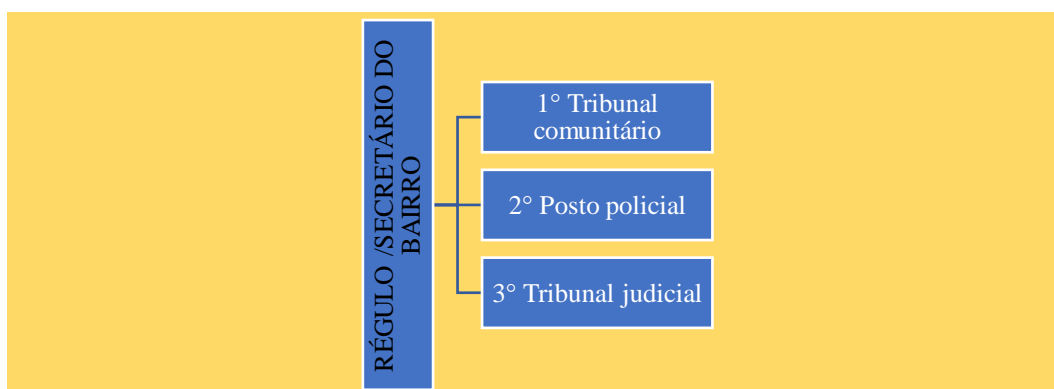 RÉGULO /SECRETÁRIO DO
BAIRRO
1° Tribunal
comunitário
2° Posto policial
3° Tribunal judicial